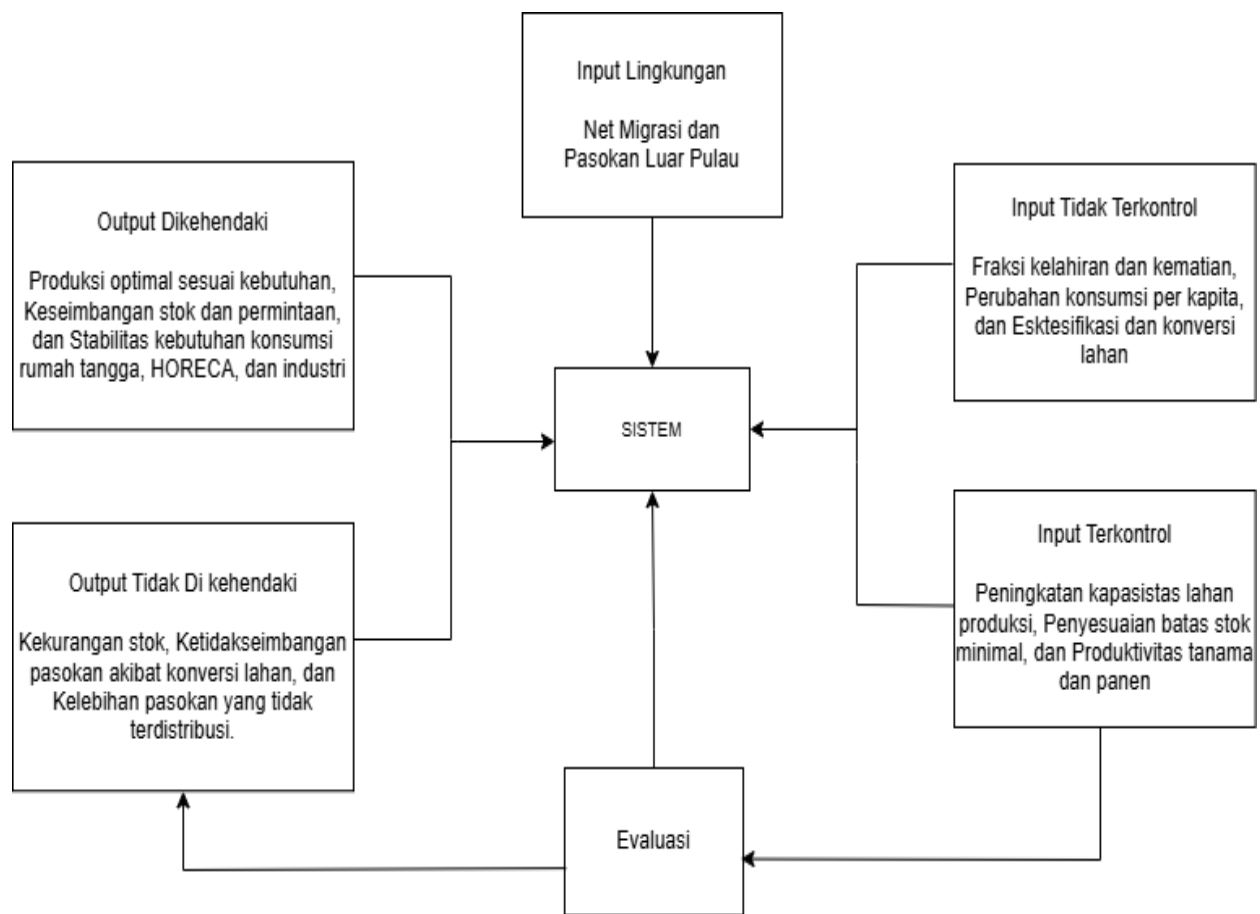 Input Lingkungan
Net Migrasi dan
Pasokan Luar Pulau
Output Dikehendaki
Produksi optimal sesuai kebutuhan,
Keseimbangan stok dan permintaan,
dan Stabilitas kebutuhan konsumsi
rumah tangga, HORECA, dan industri
Input Tidak Terkontrol
Fraksi kelahiran dan kematian,
Perubahan konsumsi per kapita,
dan Esktesifikasi dan konversi
lahan
SISTEM
Output Tidak Di kehendaki
Kekurangan stok, Ketidakseimbangan
pasokan akibat konversi lahan, dan
Kelebihan pasokan yang tidak
terdistribusi.
Input Terkontrol
Peningkatan kapasistas lahan
produksi, Penyesuaian batas stok
minimal, dan Produktivitas tanama
dan panen
Evaluasi